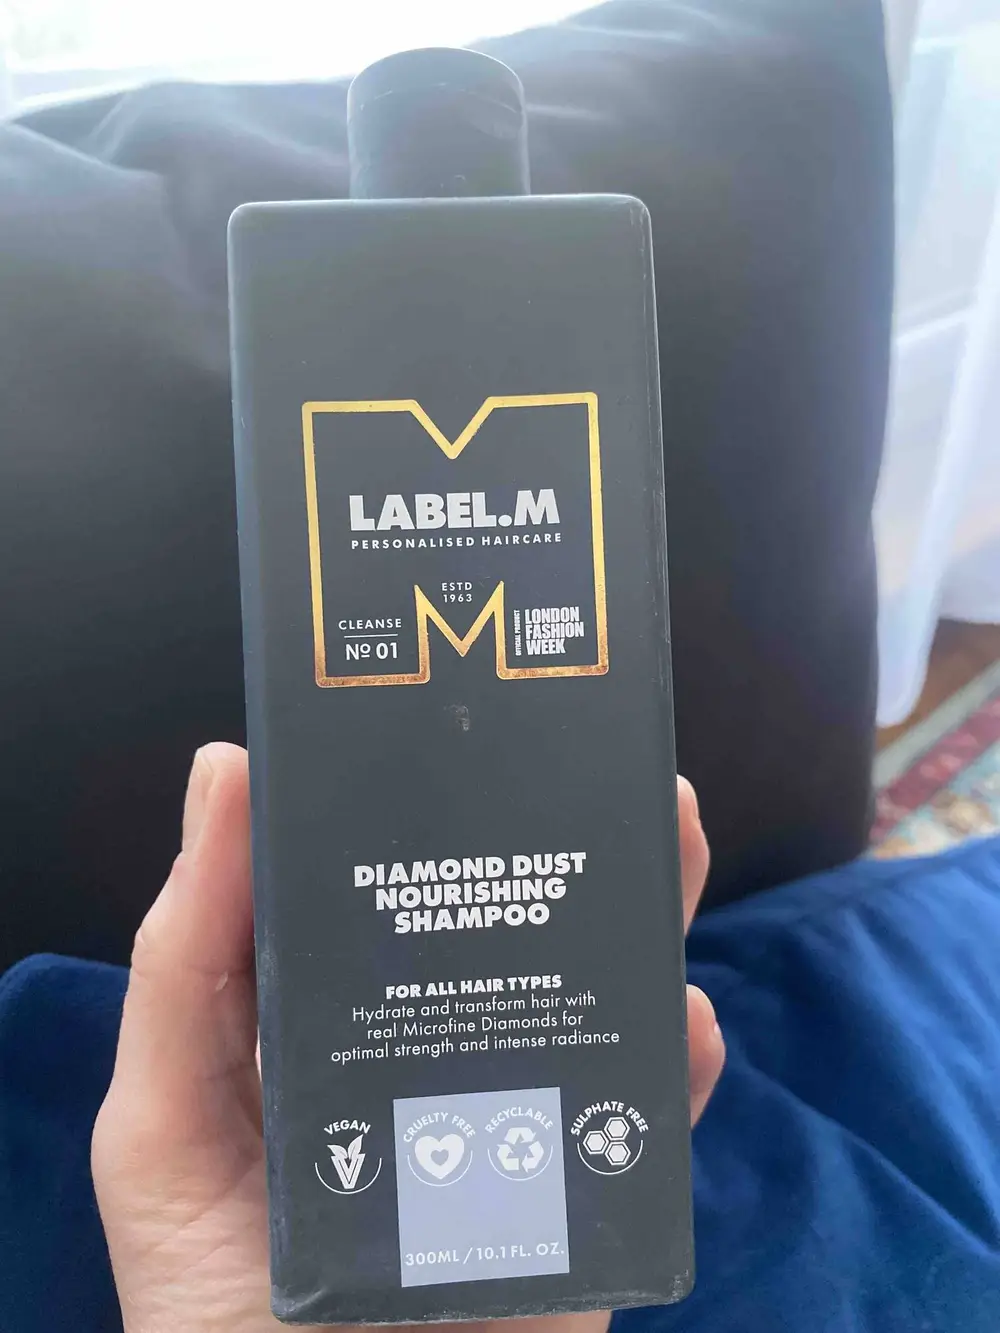 LABEL.M
PERSONALISED HAIRCARE
ESTD
1963
CLEANSE
Nº 01
OFFICIAL PRODUCT
LONDON
FASHION
WEEK
DIAMOND DUST
NOURISHING
SHAMPOO
FOR ALL HAIR TYPES
Hydrate and transform hair with
real Microfine Diamonds for
optimal strength and intense radiance
VEGAN
CRUELTY FREE
RECYCLABLE
SULPHATE FREE
300ML / 10.1 FL. OZ.